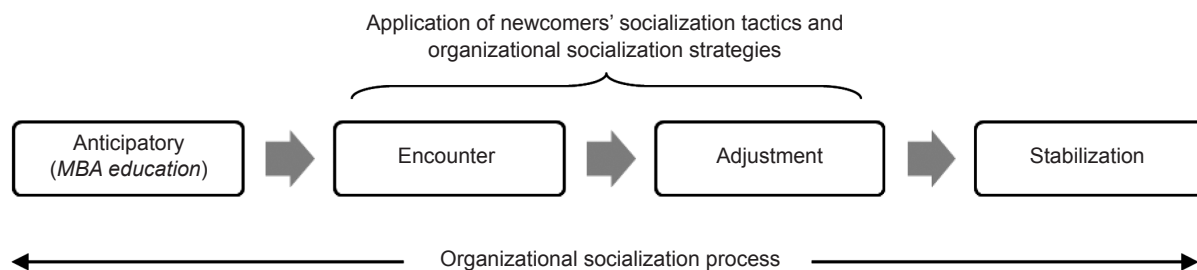 Application of newcomers’ socialization tactics and
organizational socialization strategies
Anticipatory
(MBA education)
Encounter
Adjustment
Stabilization
Organizational socialization process